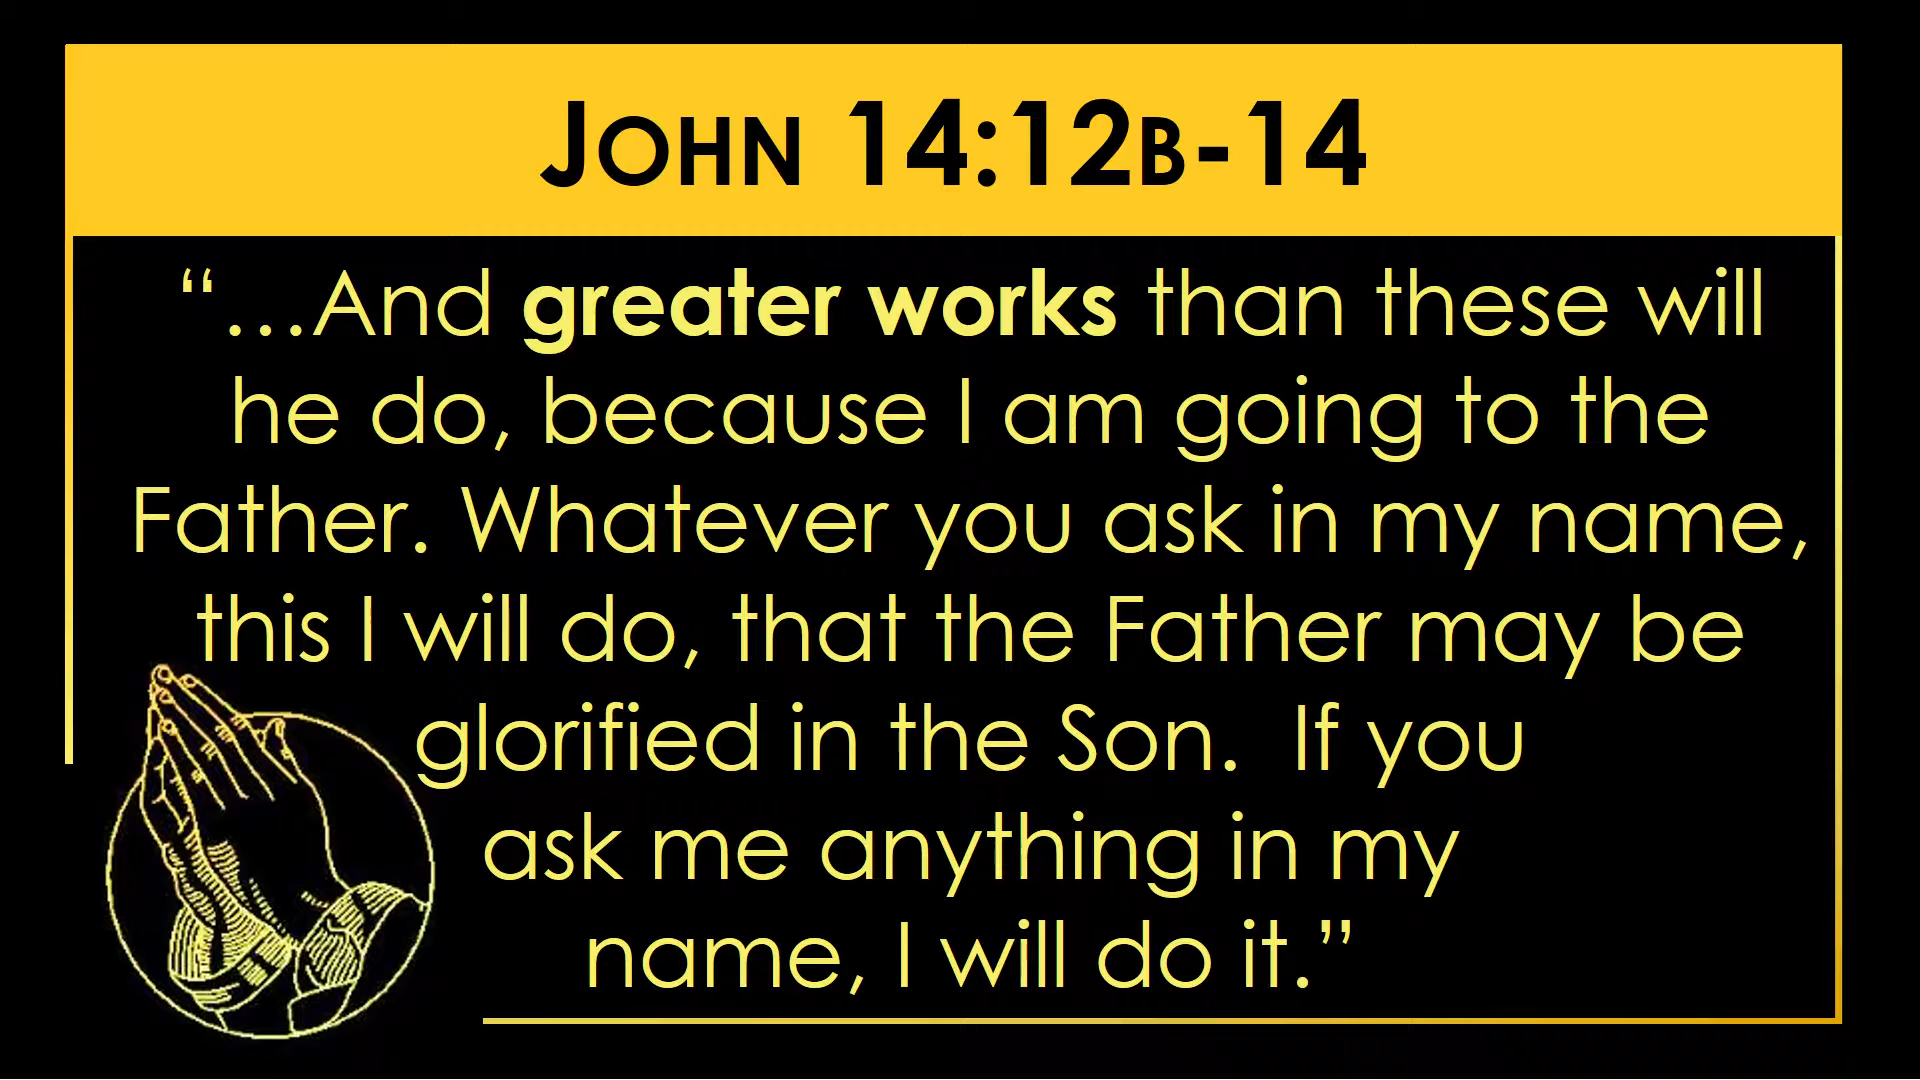 John 14:12b-14
“…And greater works than these will
he do, because I am going to the
Father. Whatever you ask in my name,
this I will do, that the Father may be
glorified in the Son.  If you
ask me anything in my
name, I will do it.”